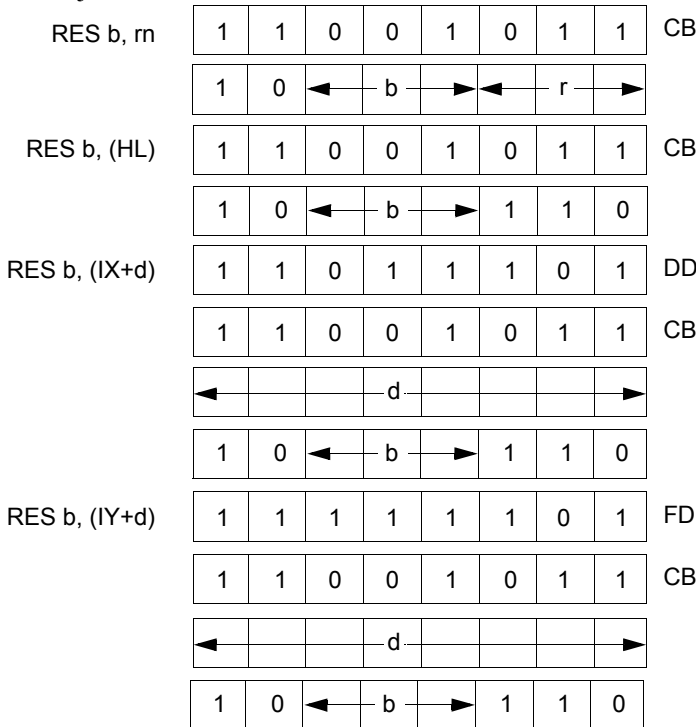 RES b, rn 1 1 0 0 1 0 1 1 CB
1 0 b r
RES b, (HL) 1 1 0 0 1 0 1 1 CB
1 0 b 1 1 0
RES b, (IX+d) 1 1 0 1 1 1 0 1 DD
1 1 0 0 1 0 1 1 CB
d
1 0 b 1 1 0
RES b, (IY+d) 1 1 1 1 1 1 0 1 FD
1 1 0 0 1 0 1 1 CB
d
1 0 b 1 1 0